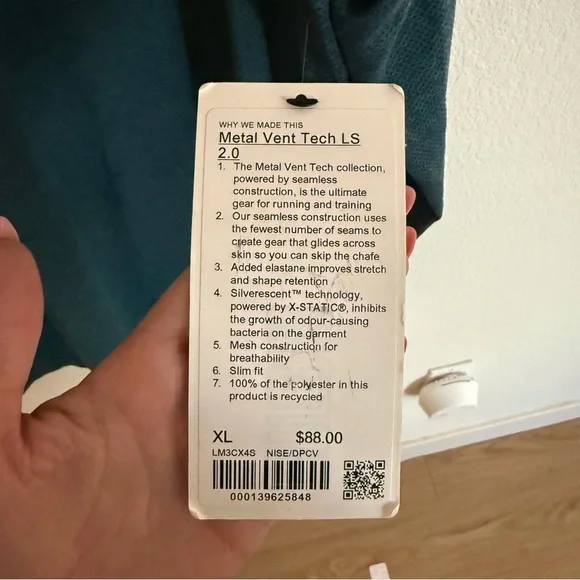 WHY WE MADE THIS
Metal Vent Tech LS
2.0
1. The Metal Vent Tech collection,
powered by seamless
construction, is the ultimate
gear for running and training
2. Our seamless construction uses
the fewest number of seams to
create gear that glides across
skin so you can skip the chafe
3. Added elastane improves stretch
and shape retention
4. Silverescent™ technology,
powered by X-STATIC®, inhibits
the growth of odour-causing
bacteria on the garment
5. Mesh construction for
breathability
6. Slim fit
7. 100% of the polyester in this
product is recycled
XL $88.00
LM3CX4S NISE/DPCV
000139625848